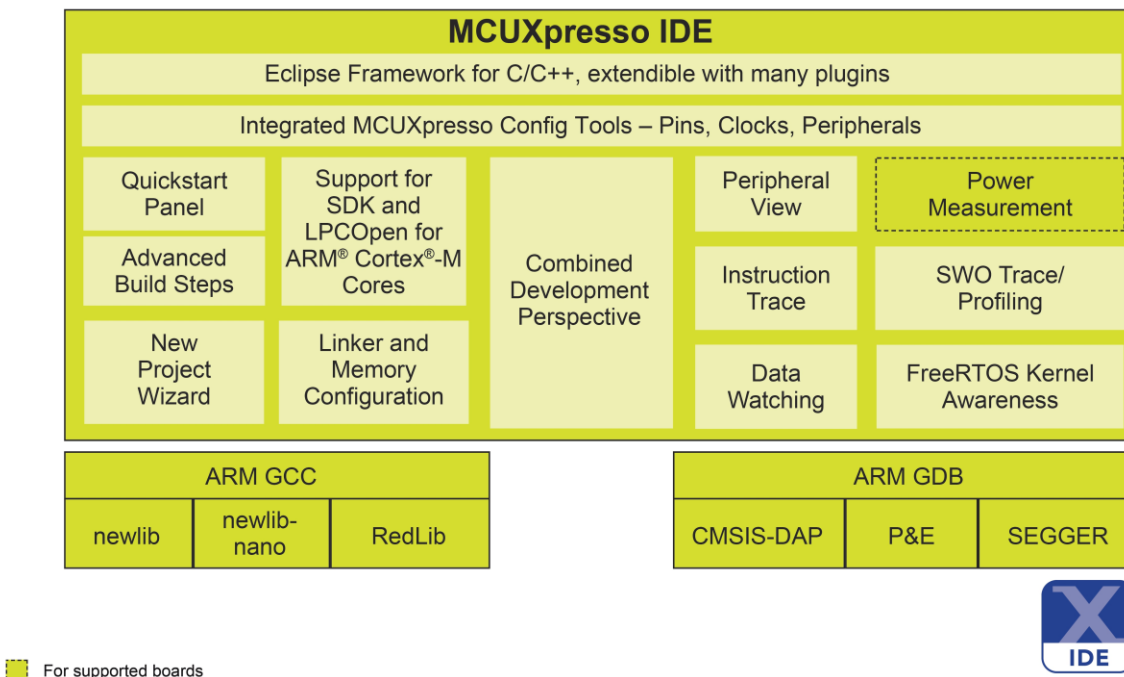 MCUXpresso IDE
Eclipse Framework for C/C++, extendible with many plugins
Integrated MCUXpresso Config Tools – Pins, Clocks, Peripherals
Quickstart
Panel
Advanced
Build Steps
New
Project
Wizard
Support for
SDK and
LPCOpen for
ARM® Cortex®-M
Cores
Linker and
Memory
Configuration
Combined
Development
Perspective
Peripheral
View
Instruction
Trace
Data
Watching
Power
Measurement
SWO Trace/
Profiling
FreeRTOS Kernel
Awareness
ARM GCC
newlib
newlib-
nano
RedLib
ARM GDB
CMSIS-DAP
P&E
SEGGER
X
IDE
For supported boards